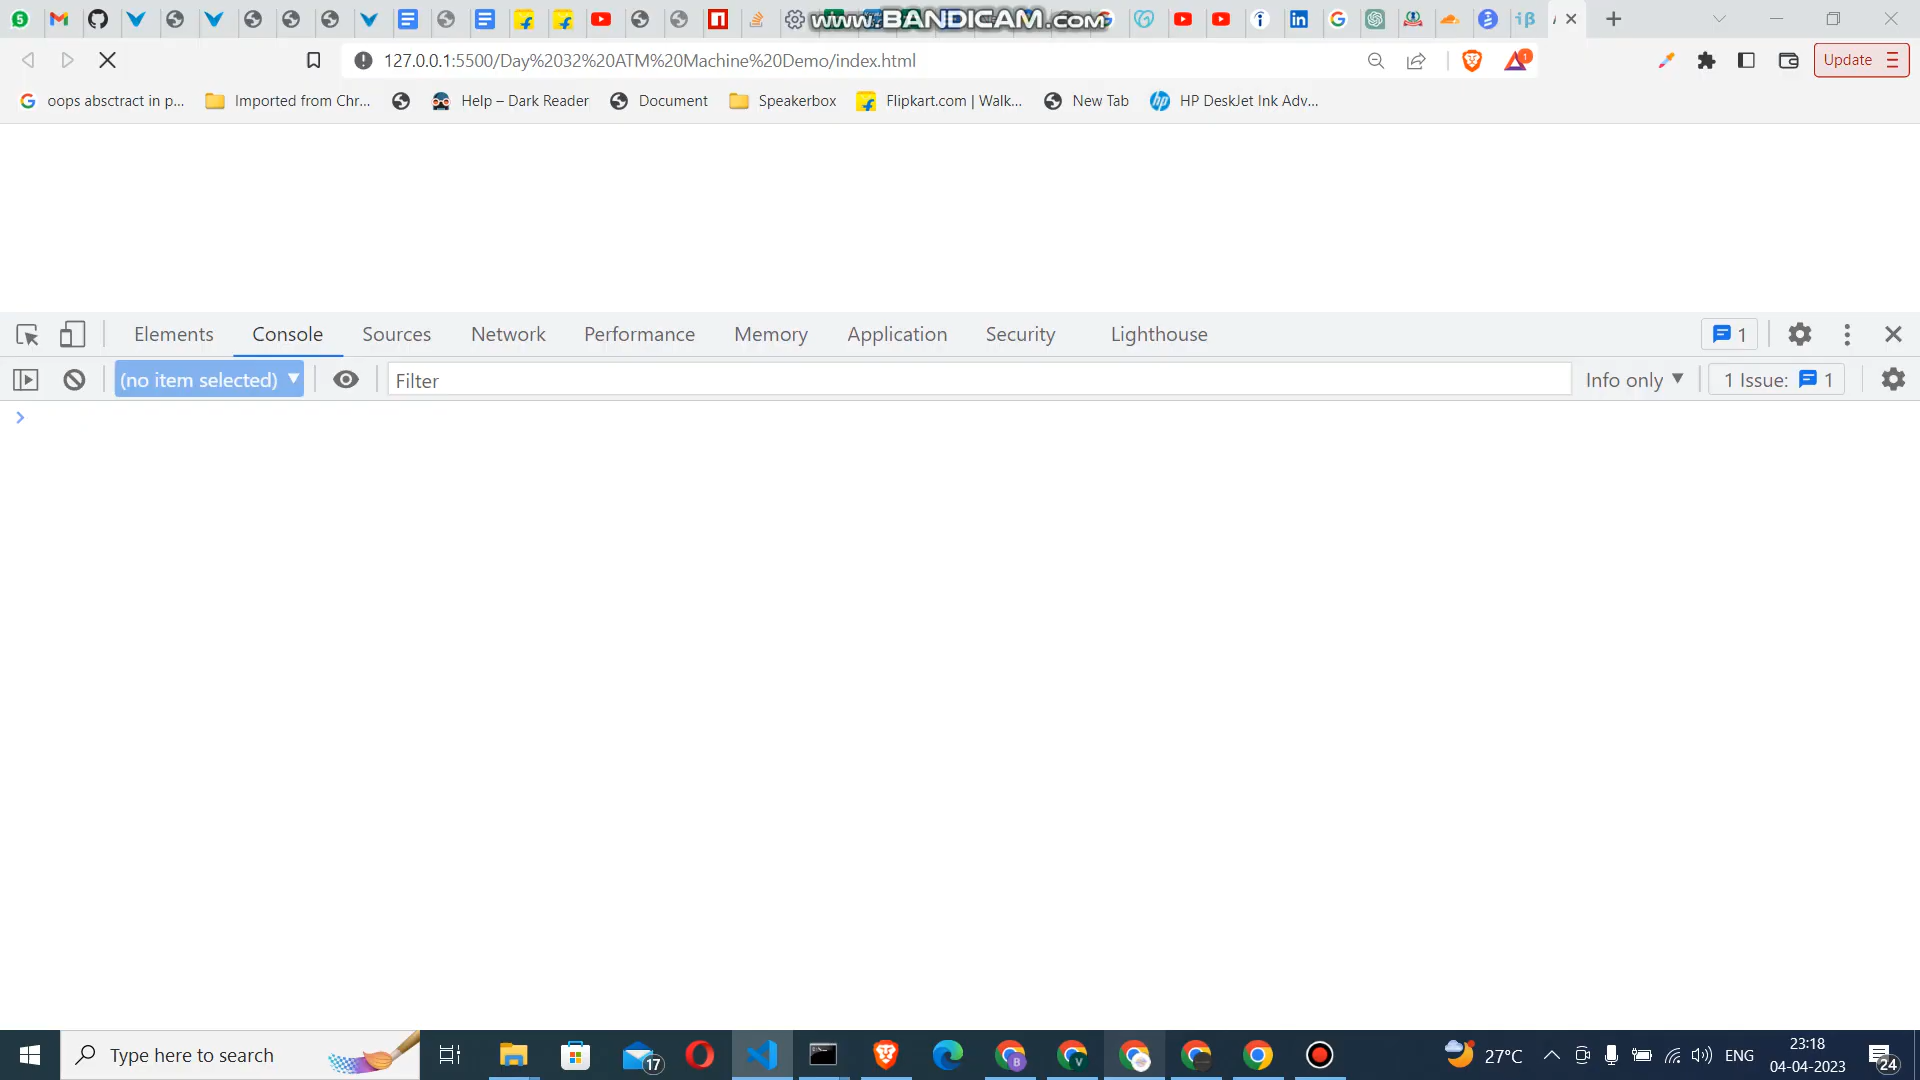 www.BANDICAM.com
127.0.0.1:5500/Day%2032%20ATM%20Machine%20Demo/index.html
1
Update
oops absctract in p...
Imported from Chr...
Help – Dark Reader
Document
Speakerbox
Flipkart.com | Walk...
New Tab
HP DeskJet Ink Adv...
Elements
Console
Sources
Network
Performance
Memory
Application
Security
Lighthouse
1
(no item selected)
Filter
Info only
1 Issue:
1
Type here to search
17
27°C
ENG
23:18
04-04-2023
24